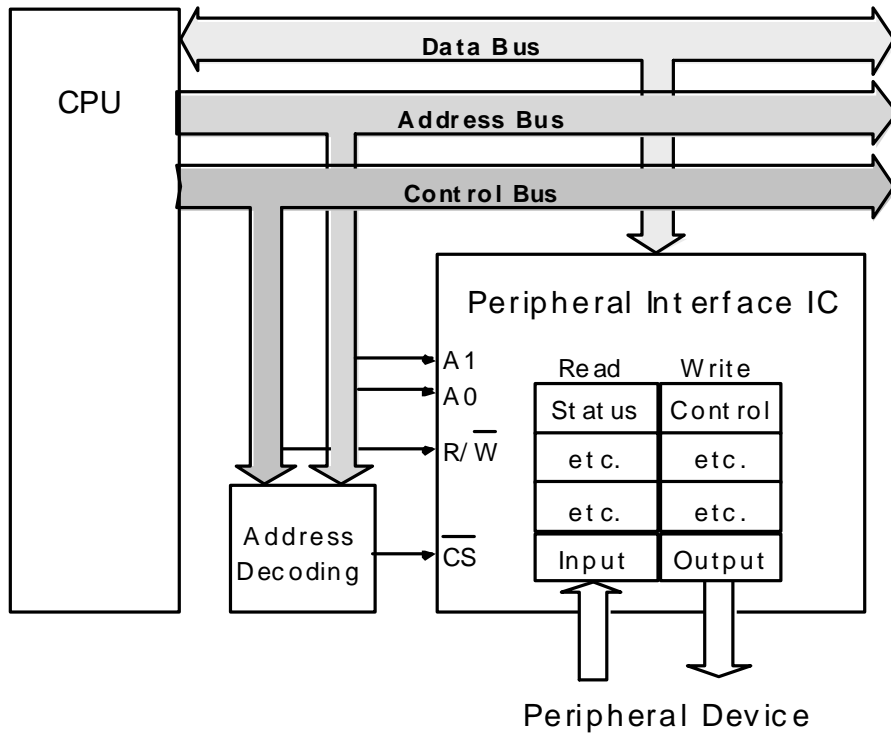 Data Bus
CPU
Address Bus
Control Bus
Peripheral Interface IC
A1
Read Write
A0
Status Control
R/W̅
etc. etc.
etc. etc.
Address
Decoding
C̅S̅
Input Output
Peripheral Device